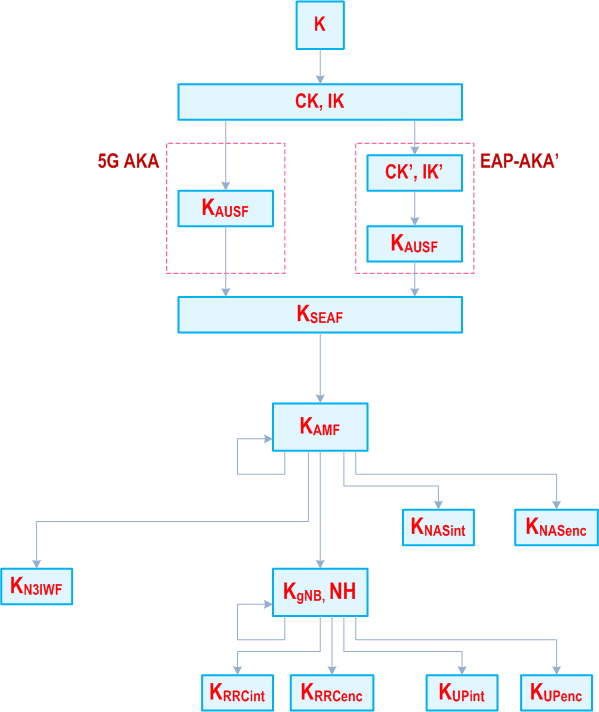 K
CK, IK
5G AKA
EAP-AKA’
CK’, IK’
KAUSF
KAUSF
KSEAF
KAMF
KNASint
KNASenc
KN3IWF
KgNB, NH
KRRCint
KRRCenc
KUPint
KUPenc